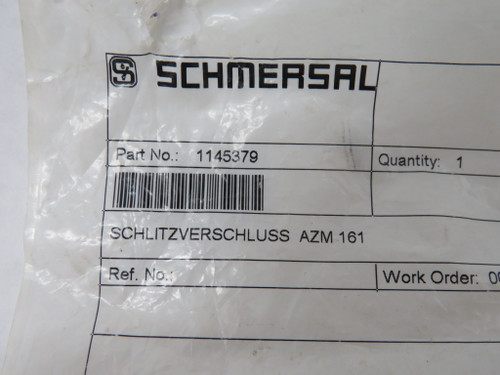 SCHMERSAL
Part No.: 1145379 Quantity: 1
SCHLITZVERSCHLUSS AZM 161
Ref. No.: Work Order: